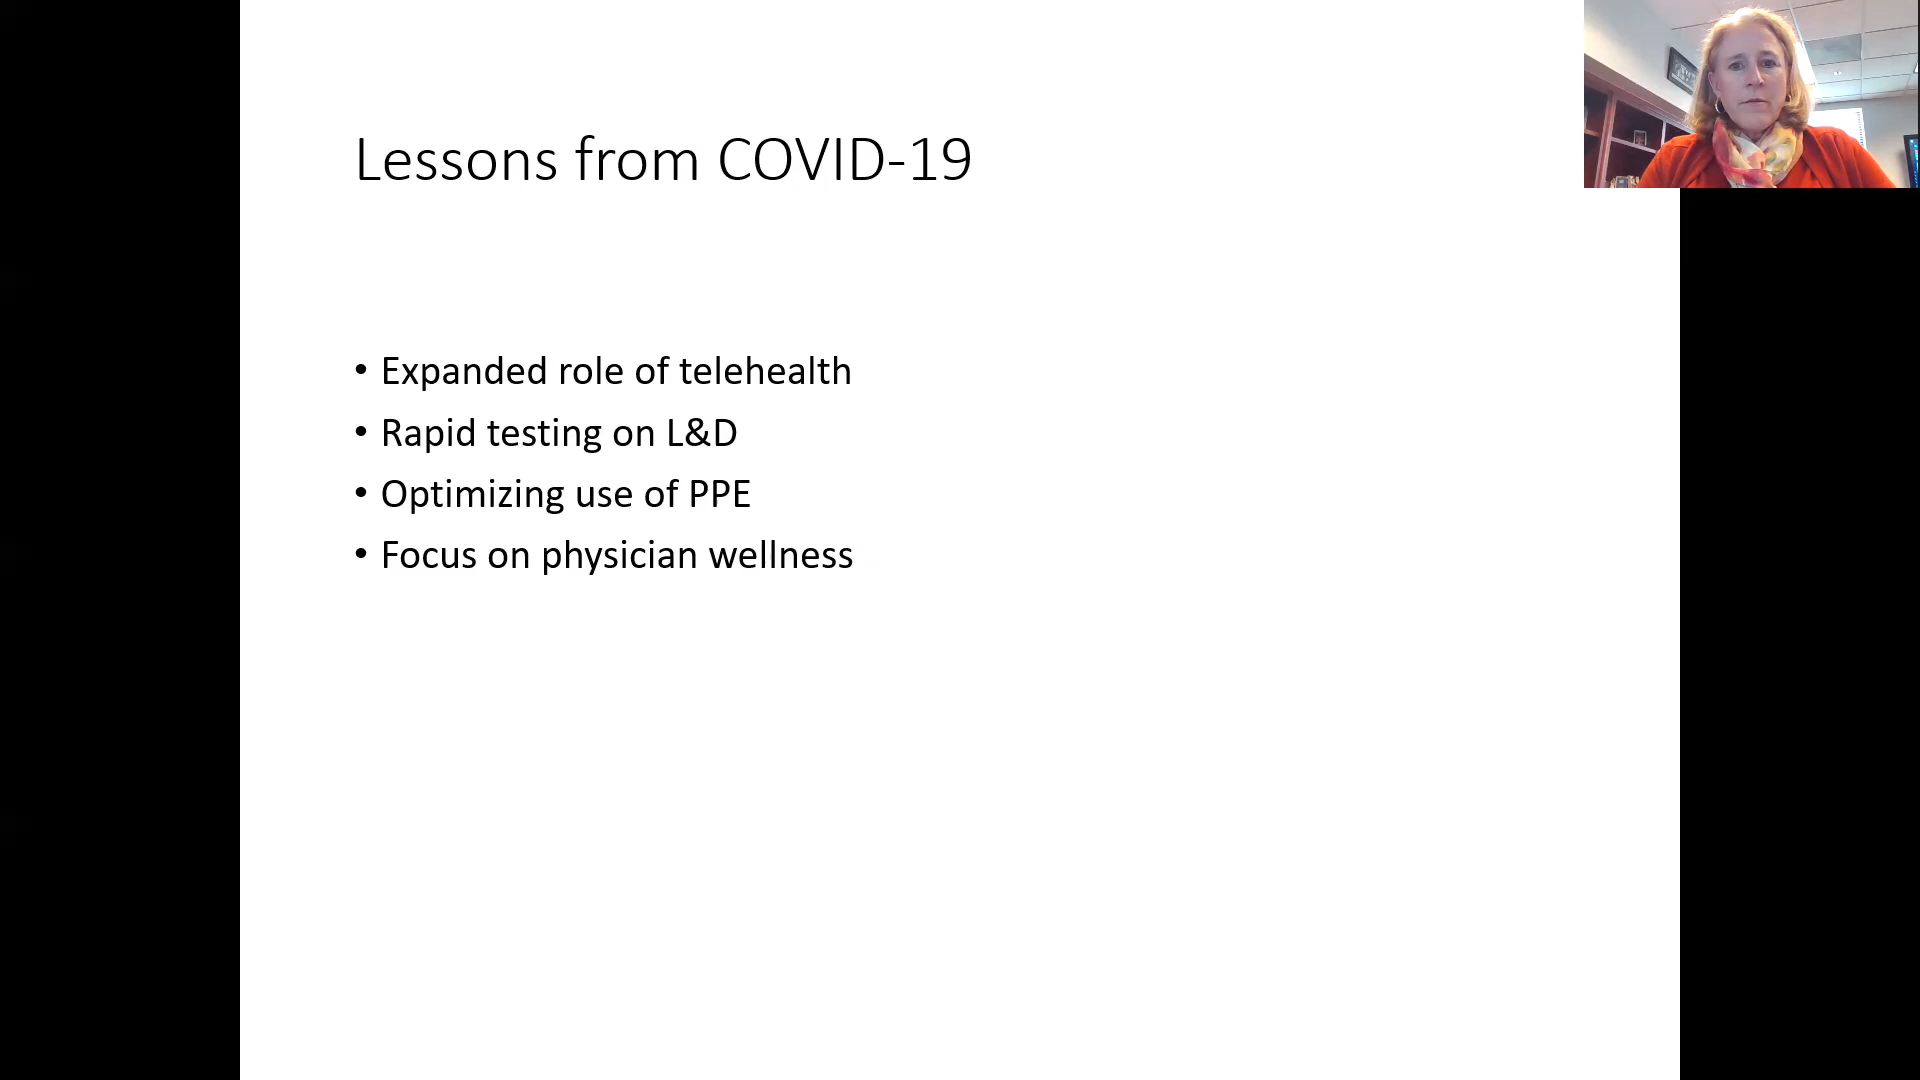 Lessons from COVID-19
• Expanded role of telehealth
• Rapid testing on L&D
• Optimizing use of PPE
• Focus on physician wellness